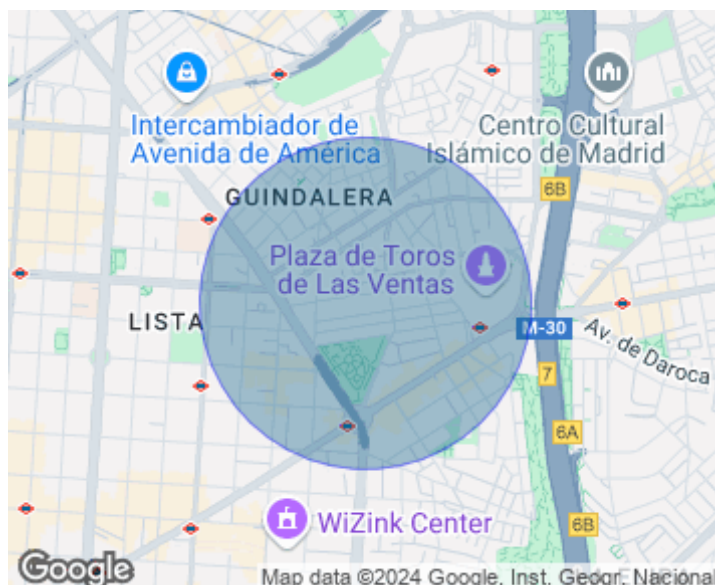 Intercambiador de
Avenida de América
Centro Cultural
Islámico de Madrid
GUINDALERA
6B
Plaza de Toros
de Las Ventas
LISTA
M-30
Av. de Daroca
7
6A
WiZink Center
6B
Google
Map data ©2024 Google, Inst. Geogr. Nacional